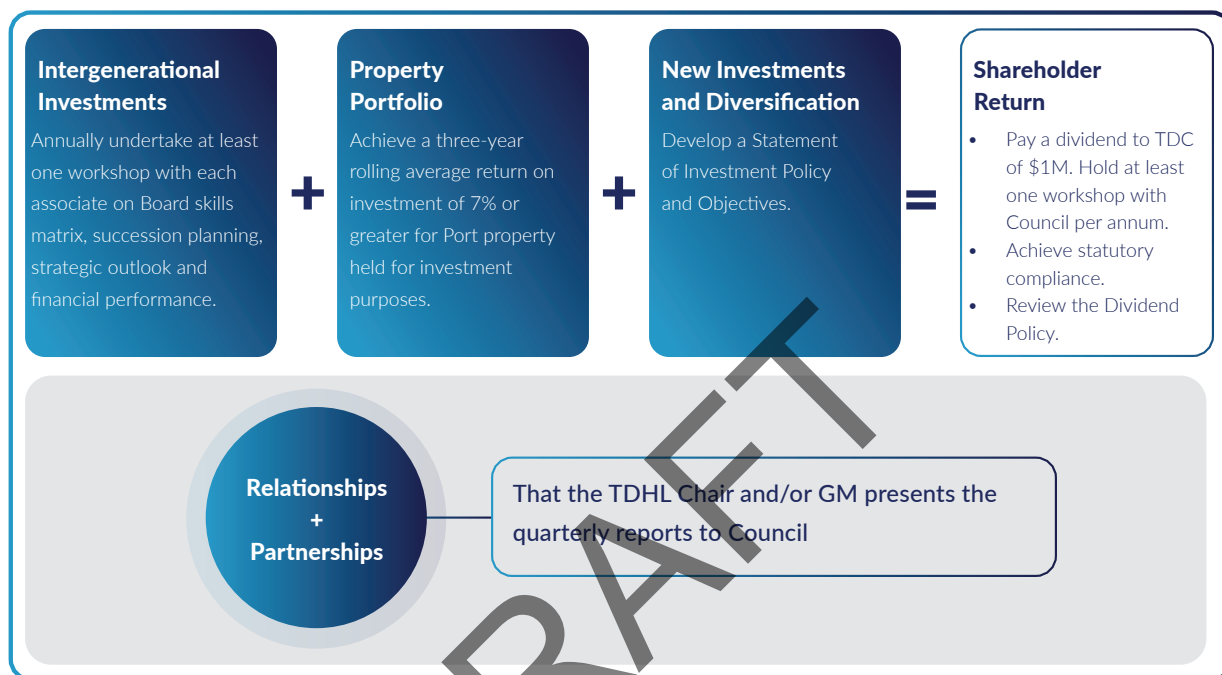 Intergenerational
Investments
Annually undertake at least
one workshop with each
associate on Board skills
matrix, succession planning,
strategic outlook and
financial performance.
+
Property
Portfolio
Achieve a three-year
rolling average return on
investment of 7% or
greater for Port property
held for investment
purposes.
+
New Investments
and Diversification
Develop a Statement
of Investment Policy
and Objectives.
=
Shareholder
Return
• Pay a dividend to TDC
of $1M. Hold at least
one workshop with
Council per annum.
• Achieve statutory
compliance.
• Review the Dividend
Policy.
Relationships
+
Partnerships
That the TDHL Chair and/or GM presents the
quarterly reports to Council
RAFT